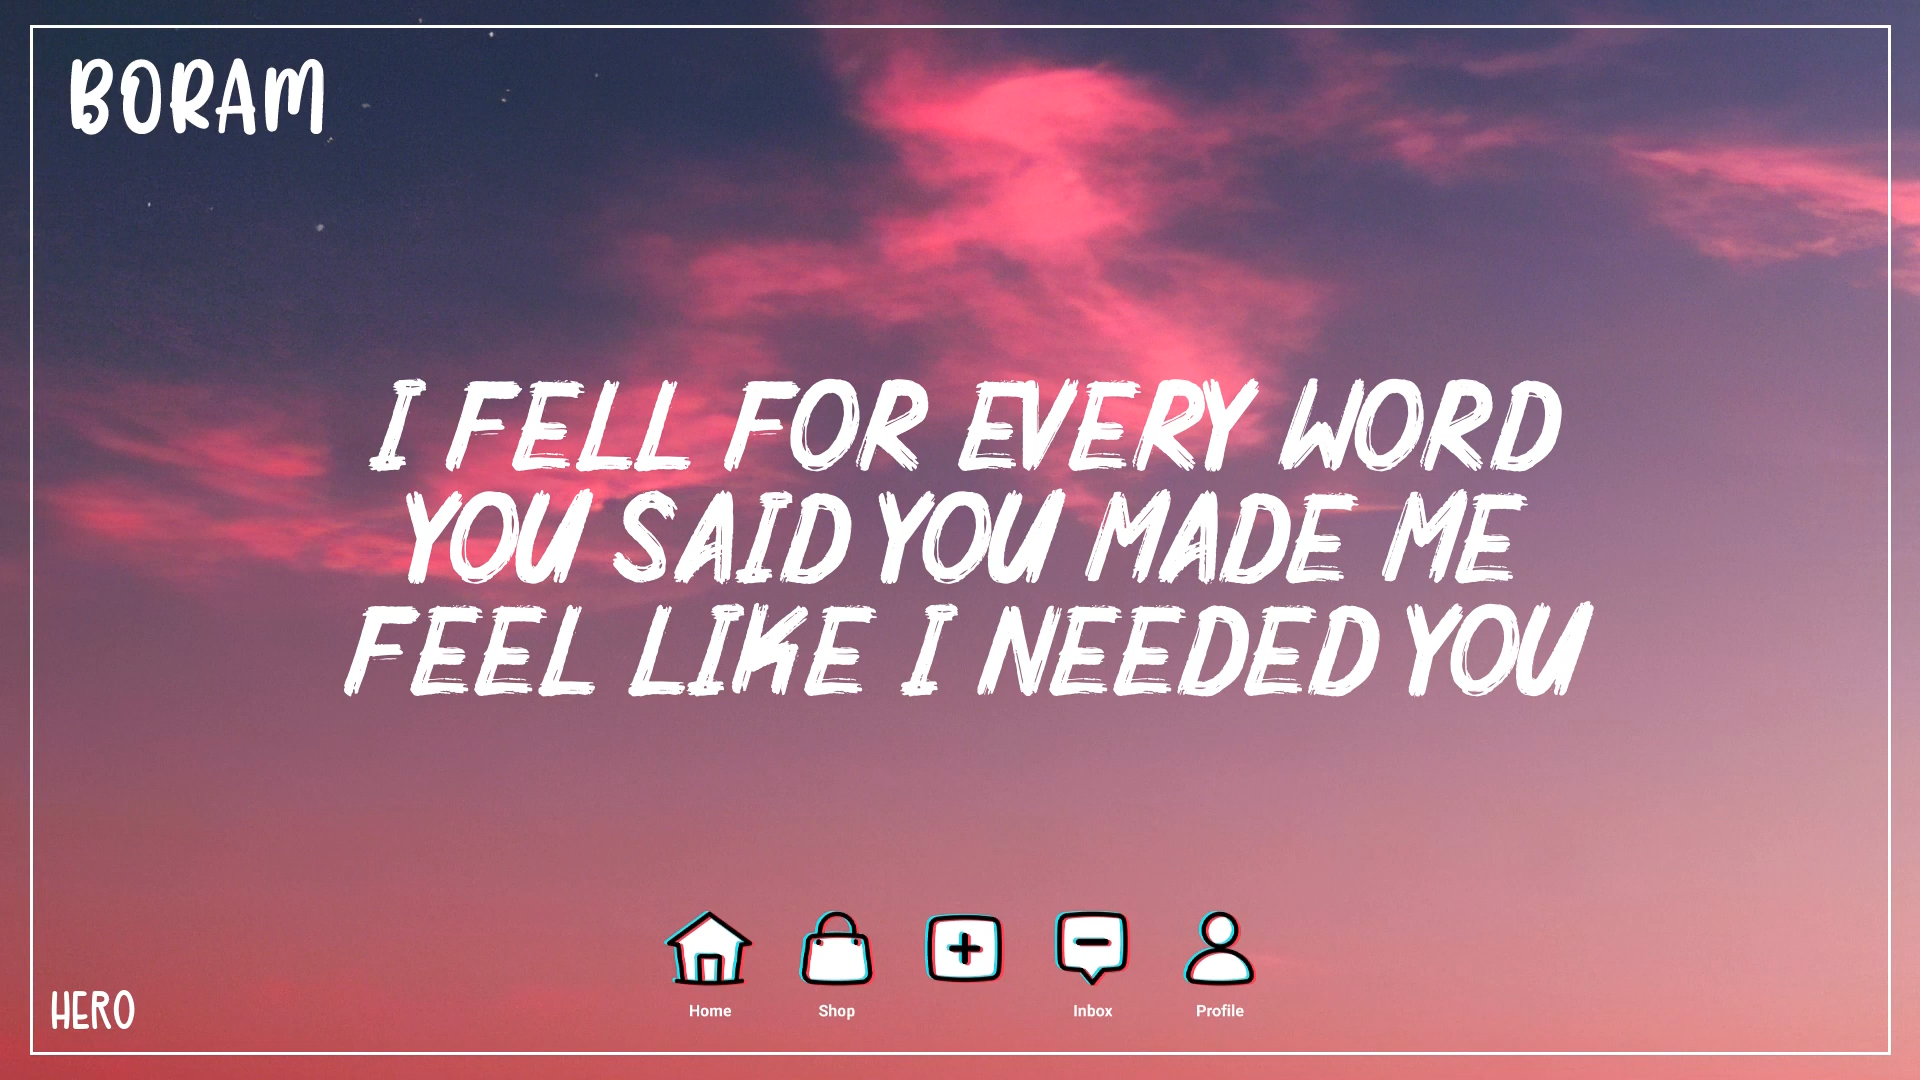 BORAM
I FELL FOR EVERY WORD
YOU SAID YOU MADE ME
FEEL LIKE I NEEDED YOU
Home Shop Inbox Profile
HERO